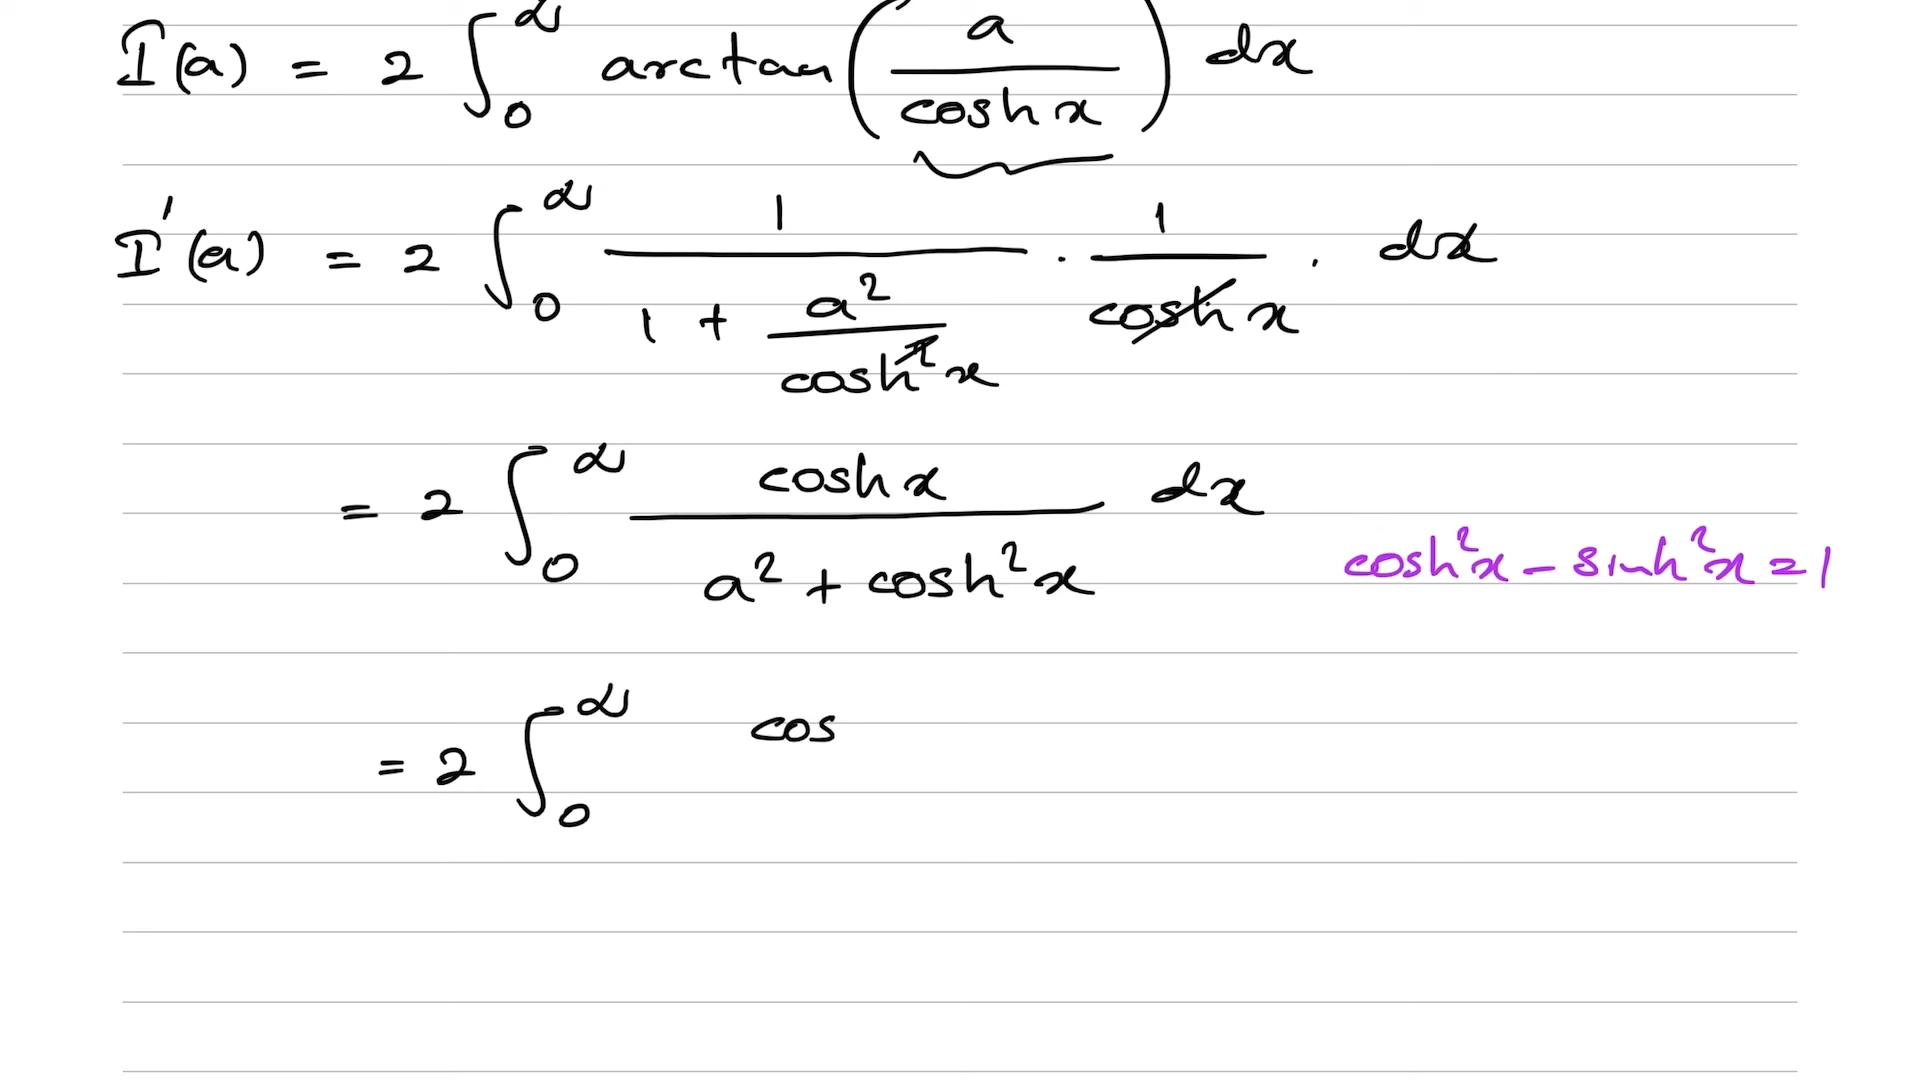 I(a) = 2 ∫₀^∞ arctan(a / cosh x) dx
I'(a) = 2 ∫₀^∞ 1 / (1 + a² / cosh² x) · 1 / cosh x · dx
= 2 ∫₀^∞ cosh x / (a² + cosh² x) dx
cosh² x − sinh² x = 1
= 2 ∫₀^∞ cos